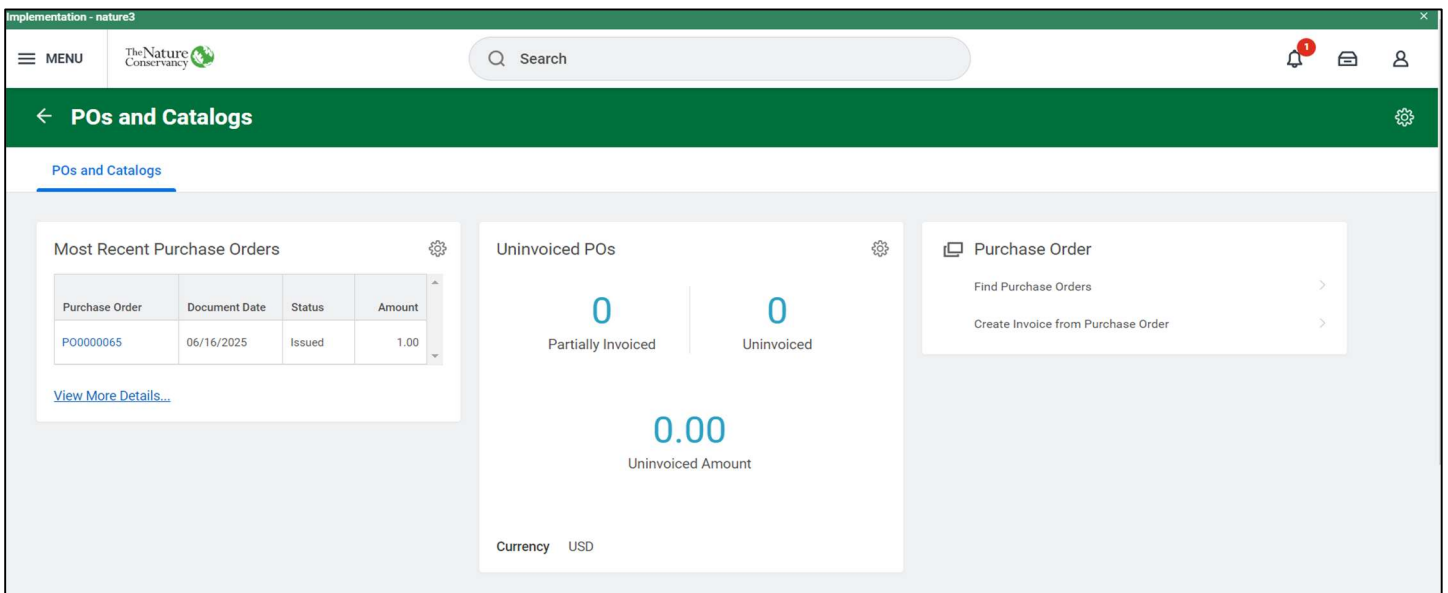 Implementation - nature3
MENU
The Nature
Conservancy
Search
1
POs and Catalogs
POs and Catalogs
Most Recent Purchase Orders
Purchase Order Document Date Status Amount
PO0000065 06/16/2025 Issued 1.00
View More Details...
Uninvoiced POs
0 0
Partially Invoiced Uninvoiced
0.00
Uninvoiced Amount
Currency USD
Purchase Order
Find Purchase Orders
Create Invoice from Purchase Order